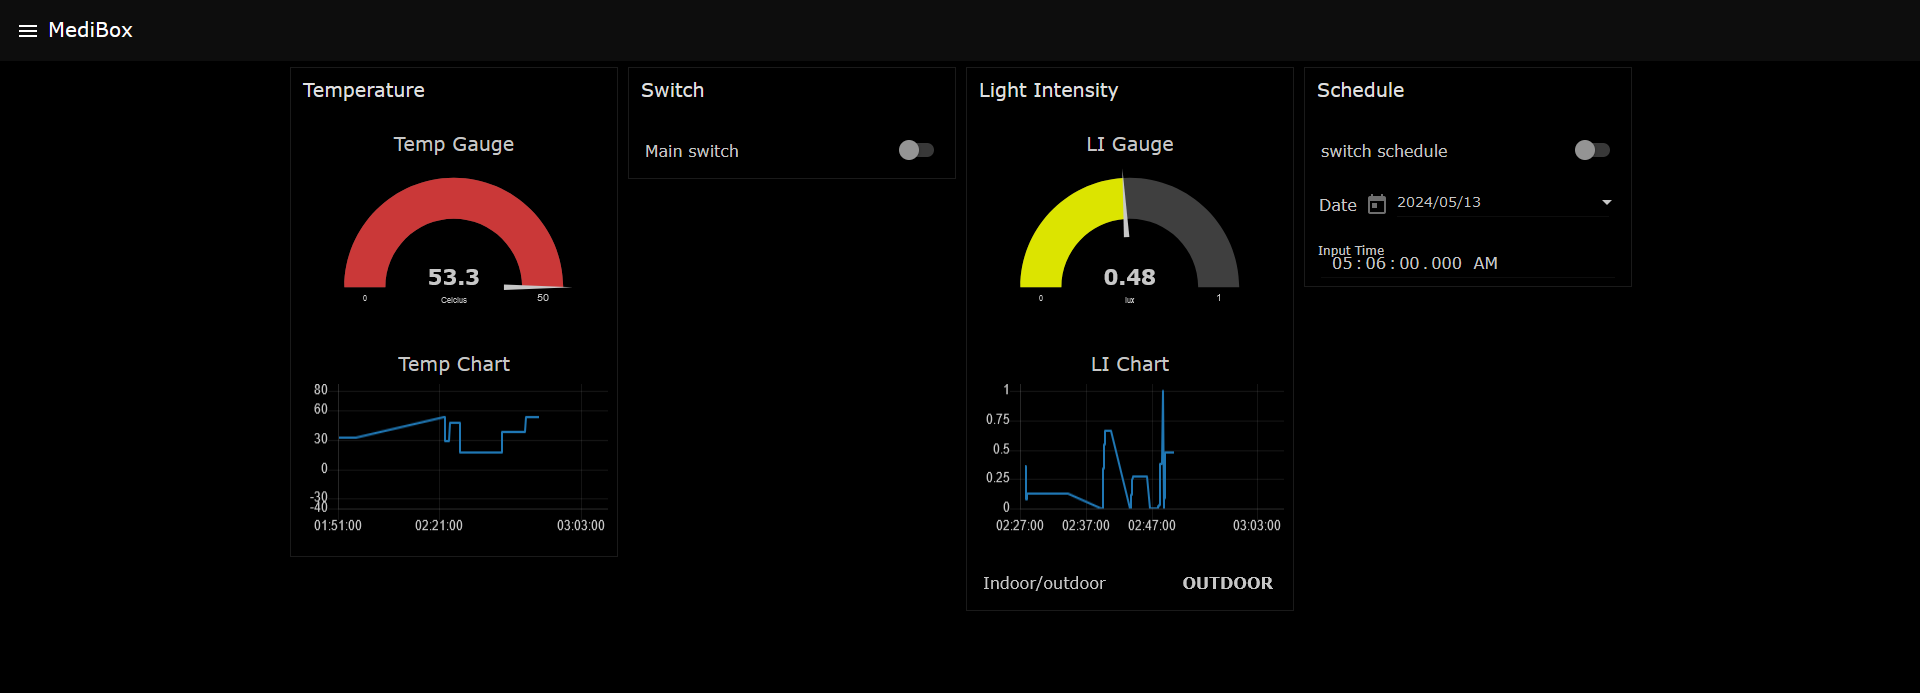 MediBox
Temperature
Temp Gauge
53.3
Celcius
0
50
Temp Chart
80
60
30
0
-30
-40
01:51:00
02:21:00
03:03:00
Switch
Main switch
Light Intensity
LI Gauge
0.48
lux
0
1
LI Chart
1
0.75
0.5
0.25
0
02:27:00
02:37:00
02:47:00
03:03:00
Indoor/outdoor OUTDOOR
Schedule
switch schedule
Date 2024/05/13
Input Time
05:06:00.000 AM